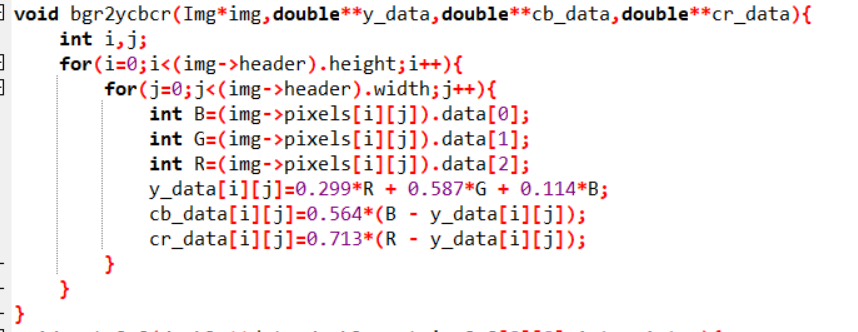 void bgr2ycbcr(Img*img,double**y_data,double**cb_data,double**cr_data){
int i,j;
for(i=0;i<(img->header).height;i++){
for(j=0;j<(img->header).width;j++){
int B=(img->pixels[i][j]).data[0];
int G=(img->pixels[i][j]).data[1];
int R=(img->pixels[i][j]).data[2];
y_data[i][j]=0.299*R + 0.587*G + 0.114*B;
cb_data[i][j]=0.564*(B - y_data[i][j]);
cr_data[i][j]=0.713*(R - y_data[i][j]);
}
}
}